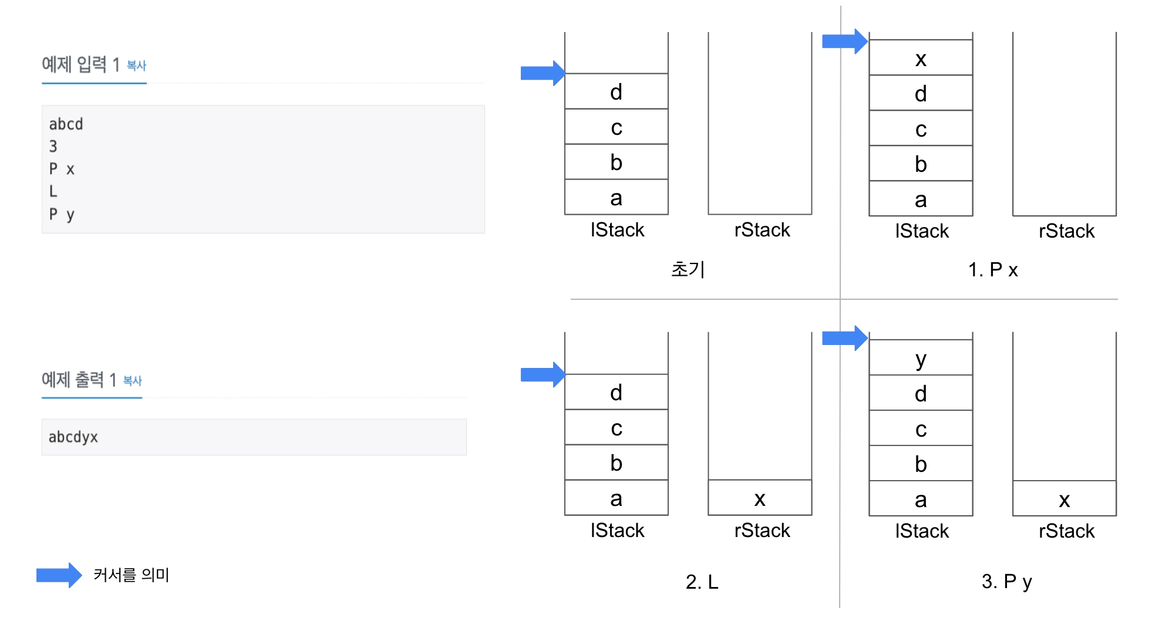 예제 입력 1 복사
abcd
3
P x
L
P y
예제 출력 1 복사
abcdyx
커서를 의미
d
c
b
a
lStack rStack
초기
x
d
c
b
a
lStack rStack
1. P x
d
c
b
a x
lStack rStack
2. L
y
d
c
b
a x
lStack rStack
3. P y